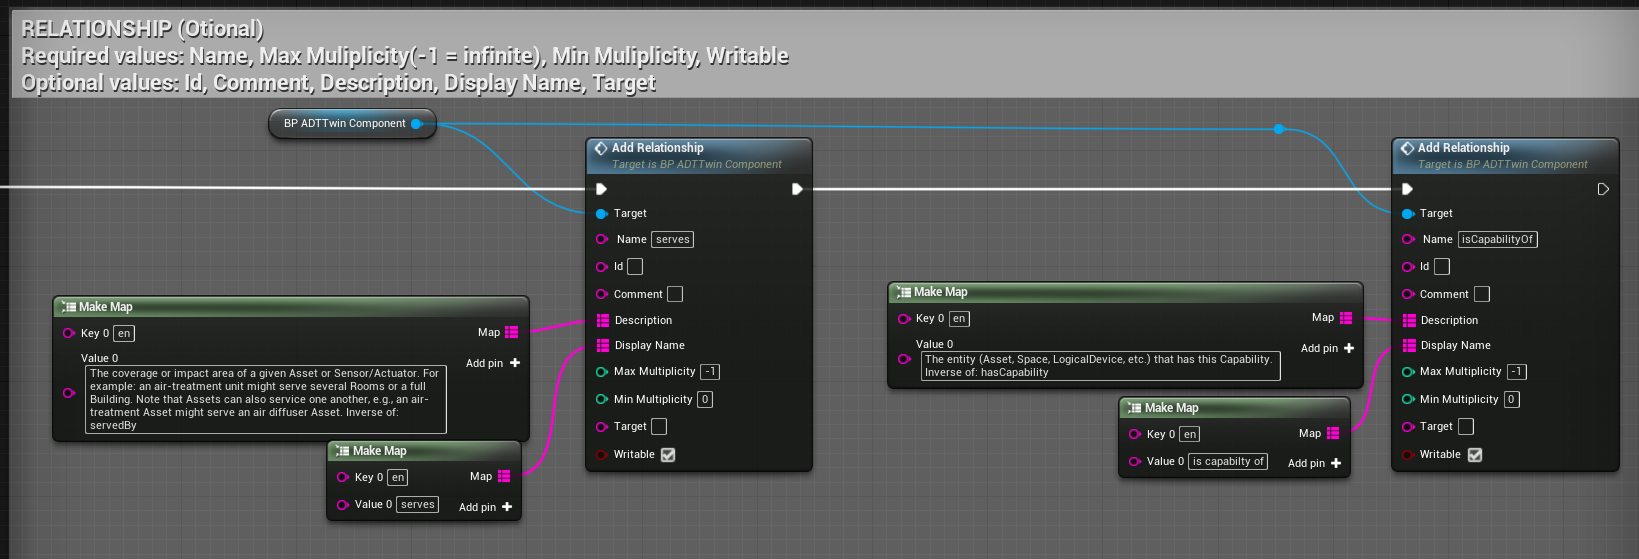 RELATIONSHIP (Otional)
Required values: Name, Max Muliplicity(-1 = infinite), Min Muliplicity, Writable
Optional values: Id, Comment, Description, Display Name, Target
BP ADTTwin Component
Add Relationship
Target is BP ADTTwin Component
Target
Name serves
Id
Comment
Description
Display Name
Max Multiplicity -1
Min Multiplicity 0
Target
Writable
Make Map
Key 0 en
Map
Value 0
Add pin
The coverage or impact area of a given Asset or Sensor/Actuator. For
example: an air-treatment unit might serve several Rooms or a full
Building. Note that Assets can also service one another, e.g., an air-
treatment Asset might serve an air diffuser Asset. Inverse of:
servedBy
Make Map
Key 0 en
Map
Value 0 serves
Add pin
Add Relationship
Target is BP ADTTwin Component
Target
Name isCapabilityOf
Id
Comment
Description
Display Name
Max Multiplicity -1
Min Multiplicity 0
Target
Writable
Make Map
Key 0 en
Map
Value 0
Add pin
The entity (Asset, Space, LogicalDevice, etc.) that has this Capability.
Inverse of: hasCapability
Make Map
Key 0 en
Map
Value 0 is capabilty of
Add pin